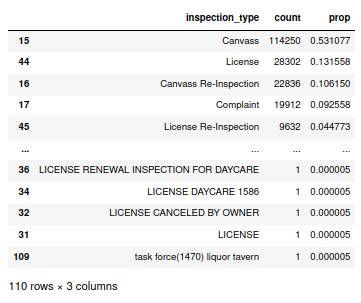 inspection_type count prop
15 Canvass 114250 0.531077
44 License 28302 0.131558
16 Canvass Re-Inspection 22836 0.106150
17 Complaint 19912 0.092558
45 License Re-Inspection 9632 0.044773
... ... ... ...
36 LICENSE RENEWAL INSPECTION FOR DAYCARE 1 0.000005
34 LICENSE DAYCARE 1586 1 0.000005
32 LICENSE CANCELED BY OWNER 1 0.000005
31 LICENSE 1 0.000005
109 task force(1470) liquor tavern 1 0.000005
110 rows × 3 columns